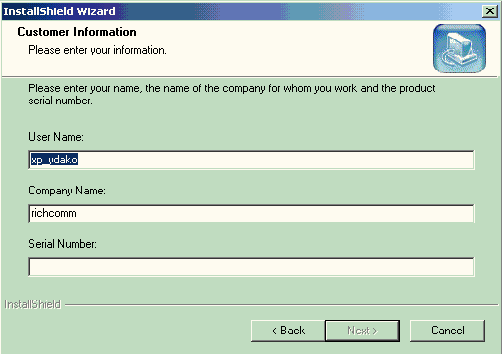 InstallShield Wizard
Customer Information
Please enter your information.
Please enter your name, the name of the company for whom you work and the product
serial number.
User Name:
xp_ydako
Company Name:
richcomm
Serial Number:
InstallShield
< Back
Next >
Cancel